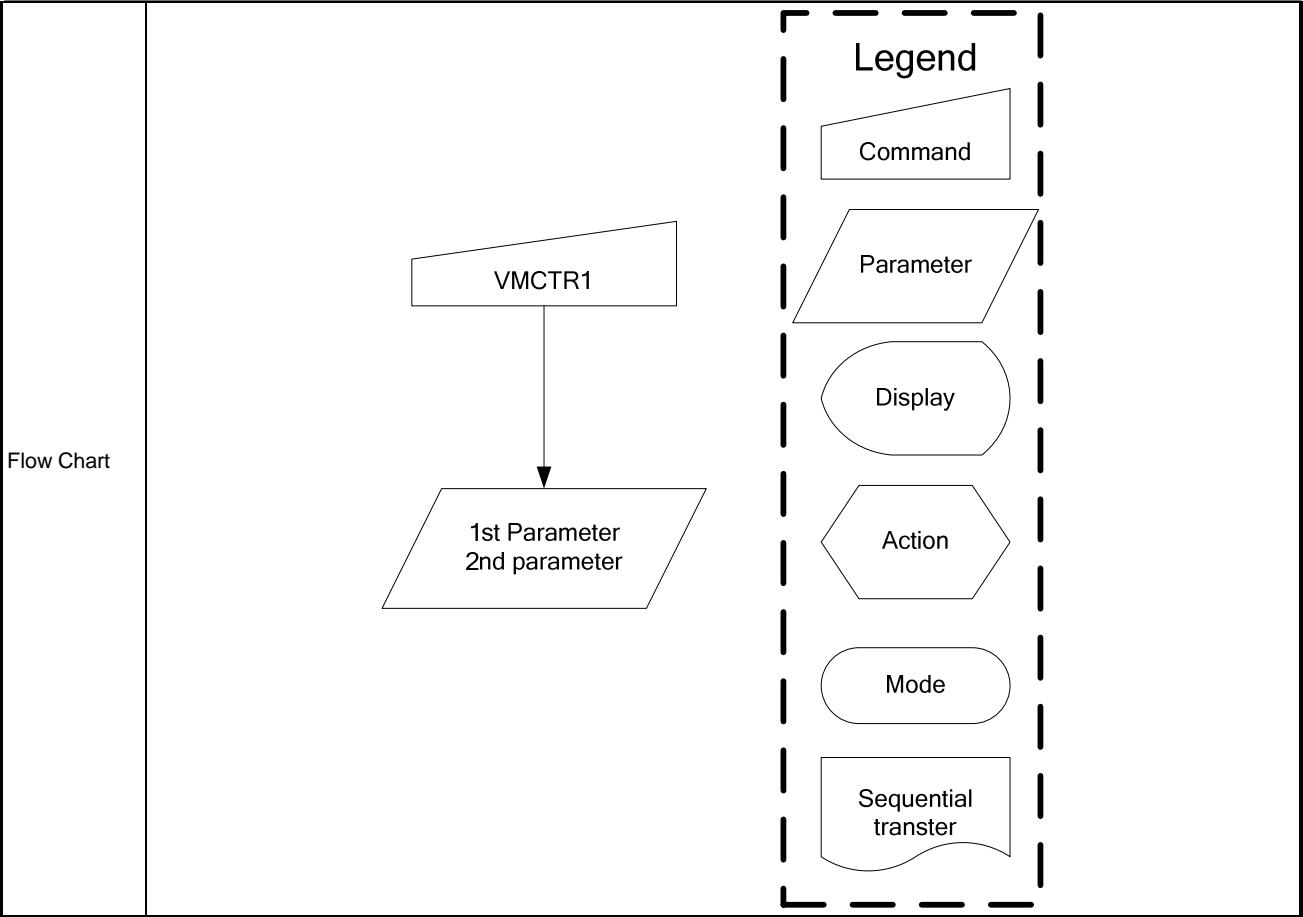 Flow Chart
VMCTR1
1st Parameter
2nd parameter
Legend
Command
Parameter
Display
Action
Mode
Sequential
transter